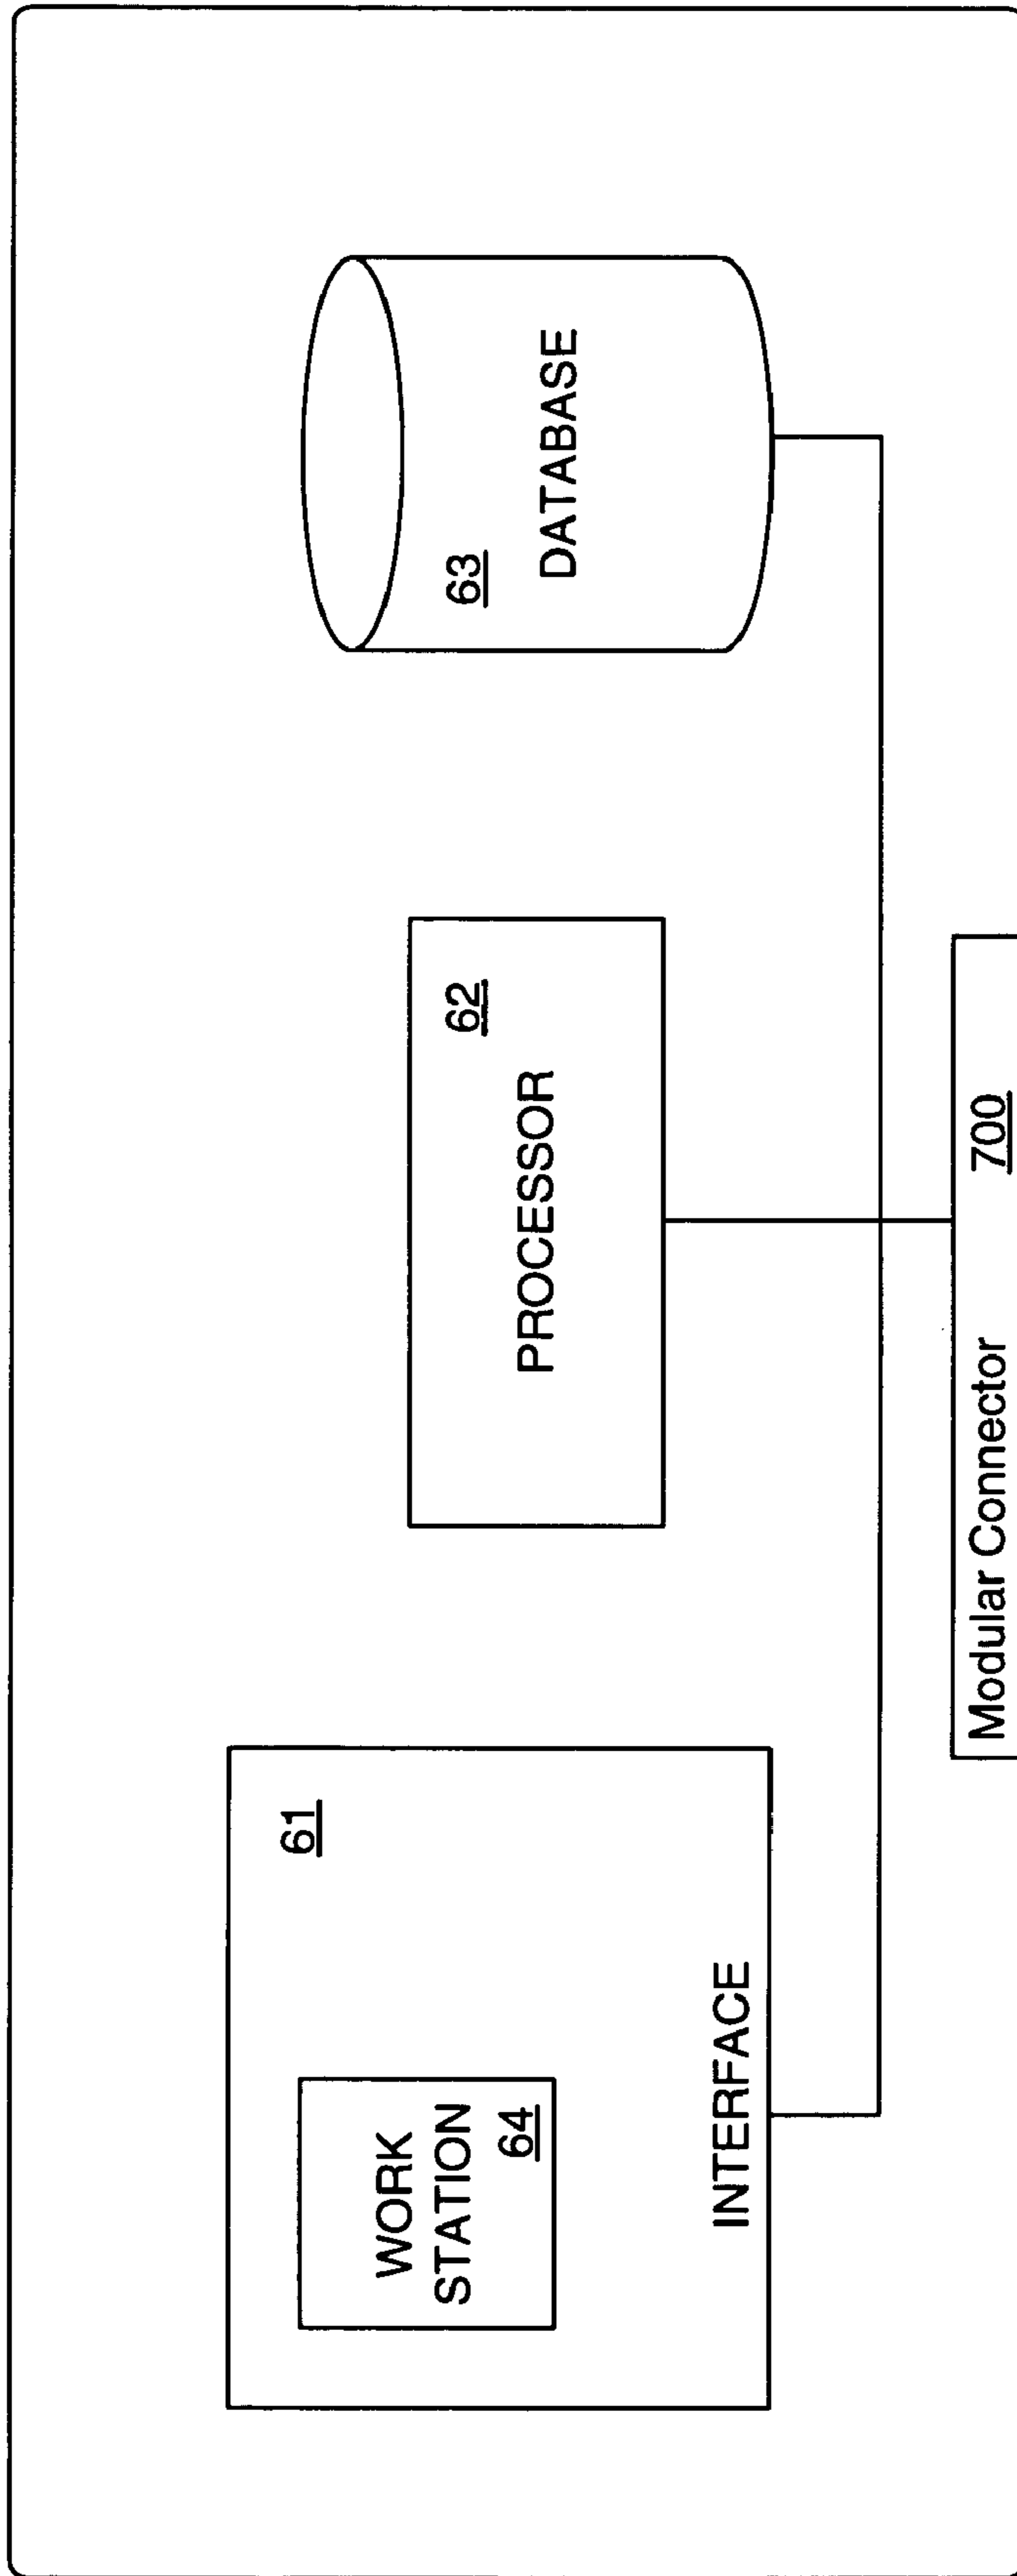 WORK
STATION
64
61
INTERFACE
62
PROCESSOR
63
DATABASE
Modular Connector 700